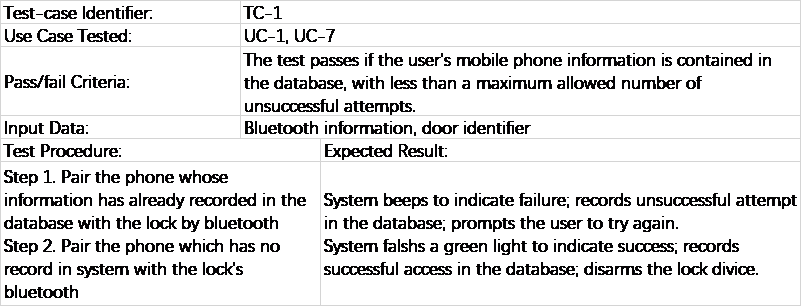 Test-case Identifier: TC-1
Use Case Tested: UC-1, UC-7
Pass/fail Criteria: The test passes if the user's mobile phone information is contained in
the database, with less than a maximum allowed number of
unsuccessful attempts.
Input Data: Bluetooth information, door identifier
Test Procedure: Expected Result:
Step 1. Pair the phone whose
information has already recorded in the
database with the lock by bluetooth
Step 2. Pair the phone which has no
record in system with the lock's
bluetooth
System beeps to indicate failure; records unsuccessful attempt
in the database; prompts the user to try again.
System falshs a green light to indicate success; records
successful access in the database; disarms the lock divice.